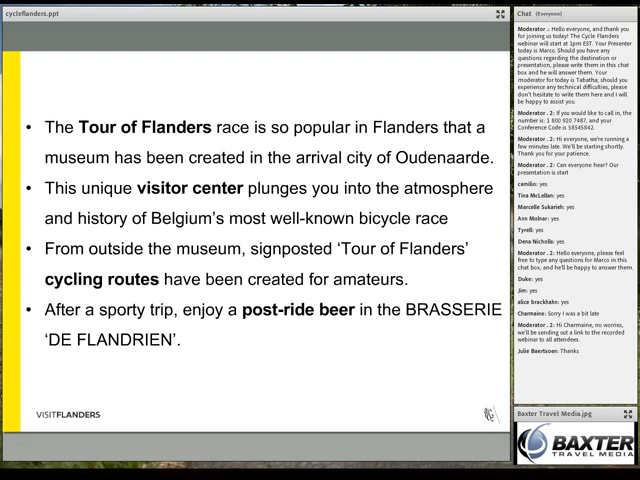 cycleflanders.ppt
• The Tour of Flanders race is so popular in Flanders that a
museum has been created in the arrival city of Oudenaarde.
• This unique visitor center plunges you into the atmosphere
and history of Belgium's most well-known bicycle race
• From outside the museum, signposted 'Tour of Flanders'
cycling routes have been created for amateurs.
• After a sporty trip, enjoy a post-ride beer in the BRASSERIE
'DE FLANDRIEN'.
VISITFLANDERS
Chat (Everyone)
Moderator .: Hello everyone, and thank you
for joining us today! The Cycle Flanders
webinar will start at 1pm EST. Your Presenter
today is Marco. Should you have any
questions regarding the destination or
presentation, please write them in this chat
box and he will answer them. Your
moderator for today is Tabatha; should you
experience any technical difficulties, please
don't hesitate to write them here and I will
be happy to assist you.
Moderator . 2: If you would like to call in, the
number is: 1 800 920 7487, and your
Conference Code is 58545842.
Moderator . 2: Hi everyone, we're running a
few minutes late. We'll be starting shortly.
Thank you for your patience.
Moderator . 2: Can everyone hear? Our
presentation is start
camilio: yes
Tina McLellan: yes
Marcelle Sukarieh: yes
Ann Molnar: yes
Tyrell: yes
Dena Nicholls: yes
Moderator . 2: Hello everyone, please feel
free to type any questions for Marco in this
chat box, and he'll be happy to answer them.
Duke: yes
Jim: yes
alice brackhahn: yes
Charmaine: Sorry I was a bit late
Moderator . 2: Hi Charmaine, no worries,
we'll be sending out a link to the recorded
webinar to all attendees.
Julie Baertsoen: Thanks
Baxter Travel Media.jpg
BAXTER
TRAVEL MEDIA